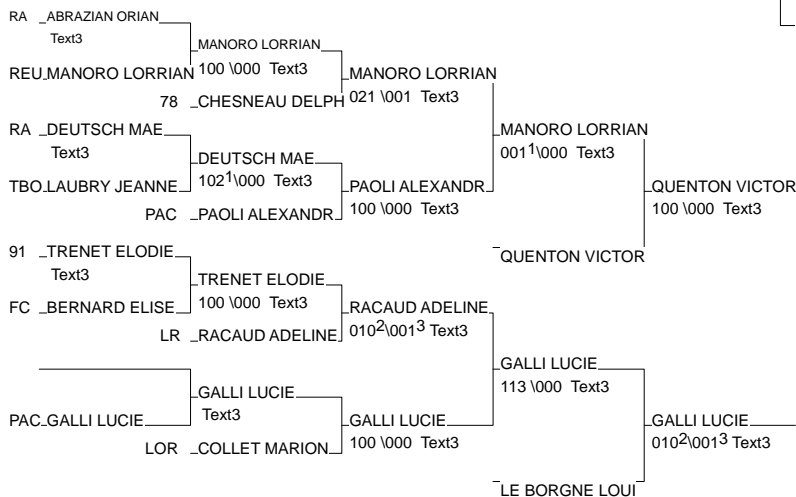 RA ABRAZIAN ORIAN
Text3
MANORO LORRIAN
REU MANORO LORRIAN 100 \000 Text3 MANORO LORRIAN
78 CHESNEAU DELPH 021 \001 Text3
RA DEUTSCH MAE MANORO LORRIAN
Text3 001¹\000 Text3
DEUTSCH MAE
TBO LAUBRY JEANNE 102¹\000 Text3 PAOLI ALEXANDR QUENTON VICTOR
PAC PAOLI ALEXANDR 100 \000 Text3 100 \000 Text3
91 TRENET ELODIE QUENTON VICTOR
Text3
TRENET ELODIE
FC BERNARD ELISE 100 \000 Text3 RACAUD ADELINE
LR RACAUD ADELINE 010²\001³ Text3
GALLI LUCIE
113 \000 Text3
GALLI LUCIE
PAC GALLI LUCIE Text3 GALLI LUCIE GALLI LUCIE
LOR COLLET MARION 100 \000 Text3 010²\001³ Text3
LE BORGNE LOUI